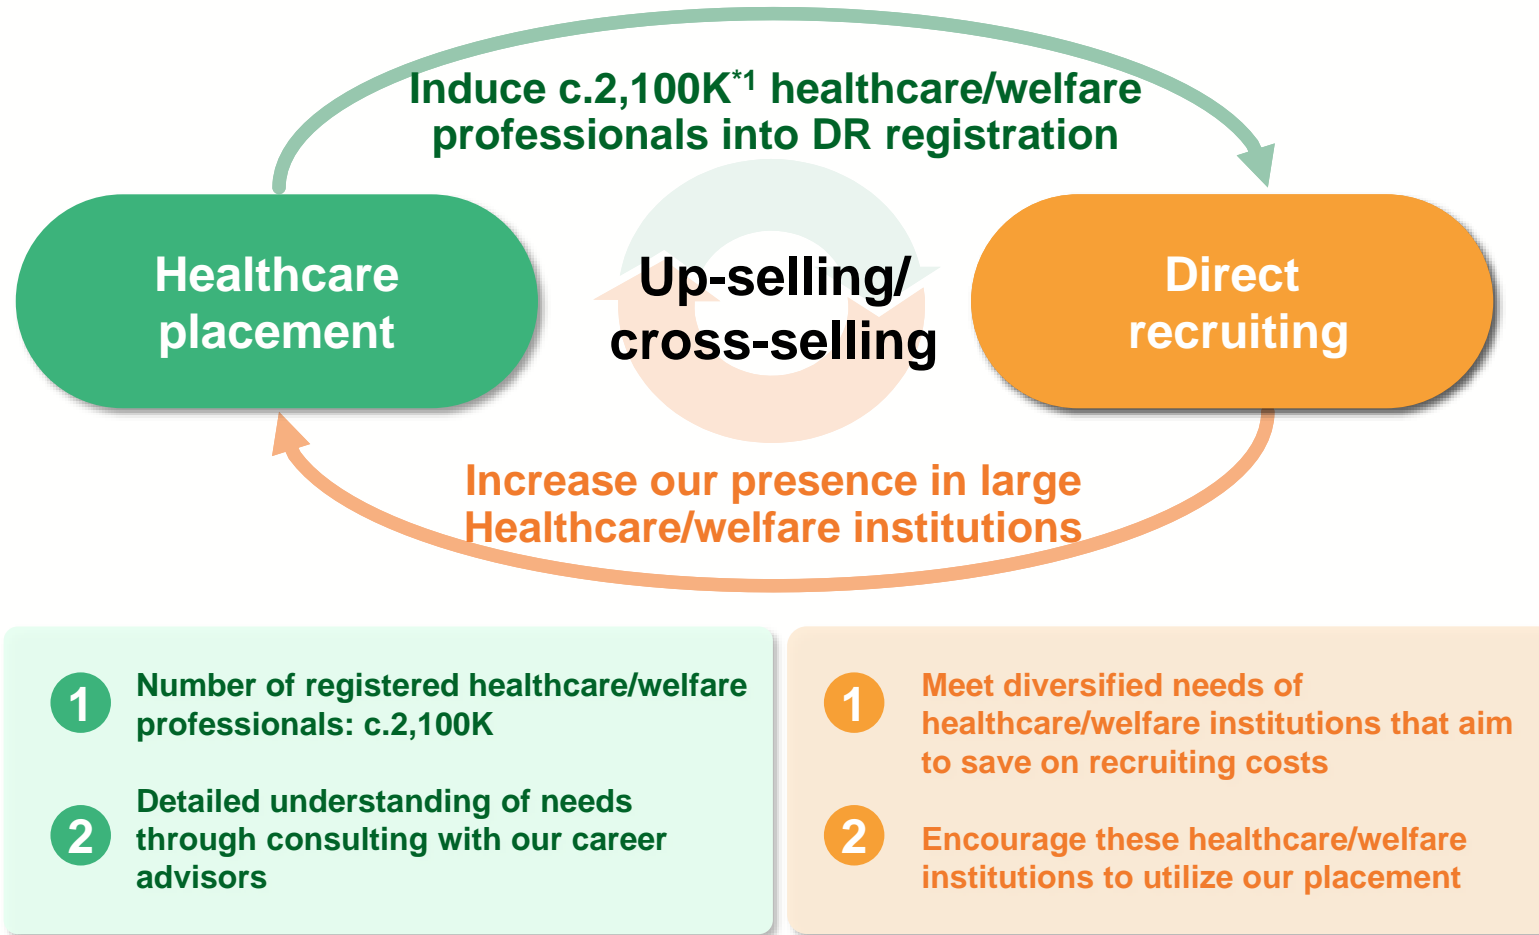 Induce c.2,100K*1 healthcare/welfare
professionals into DR registration
Healthcare
placement
Up-selling/
cross-selling
Direct
recruiting
Increase our presence in large
Healthcare/welfare institutions
1
Number of registered healthcare/welfare
professionals: c.2,100K
2
Detailed understanding of needs
through consulting with our career
advisors
1
Meet diversified needs of
healthcare/welfare institutions that aim
to save on recruiting costs
2
Encourage these healthcare/welfare
institutions to utilize our placement